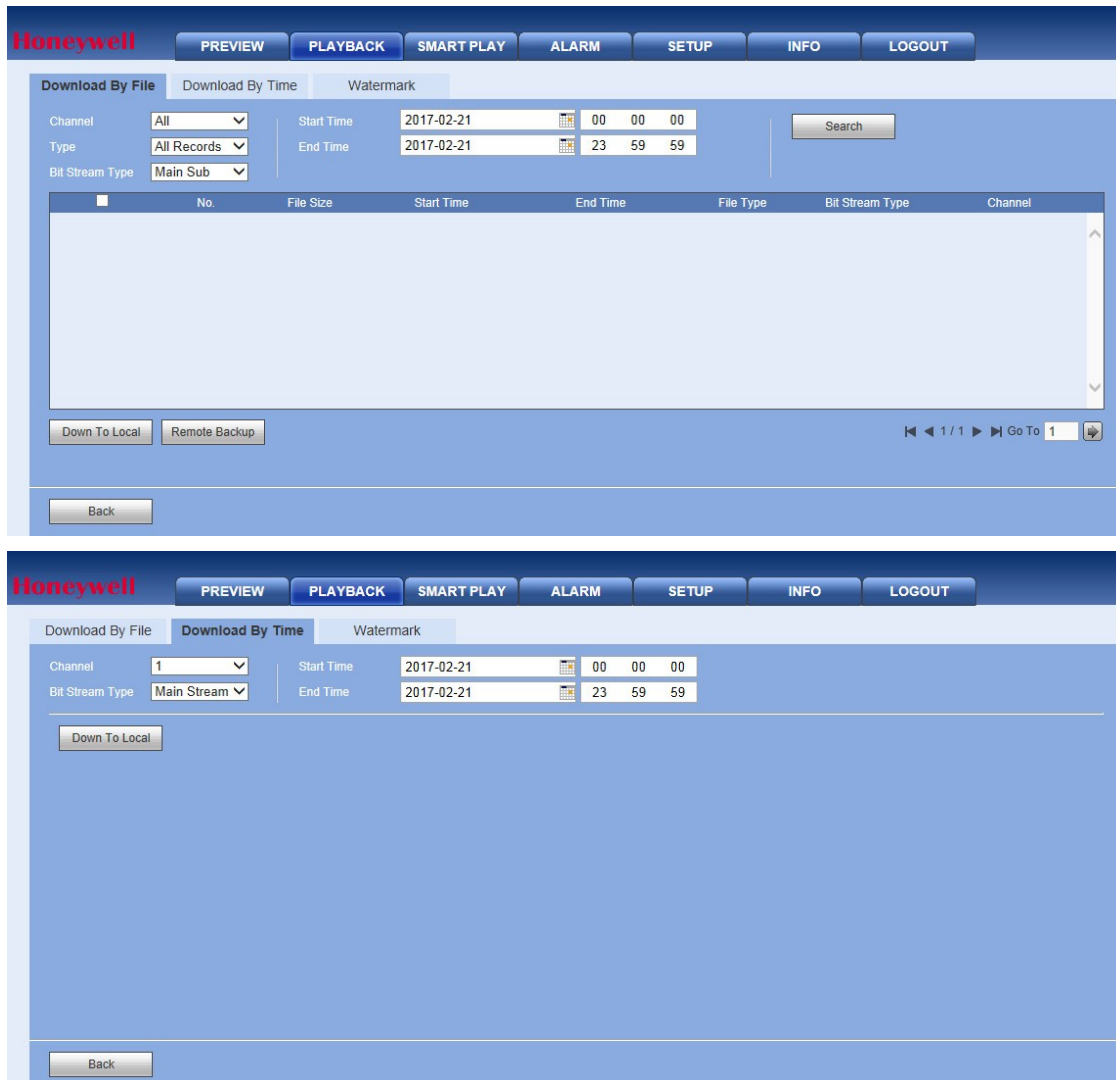 Honeywell PREVIEW PLAYBACK SMART PLAY ALARM SETUP INFO LOGOUT
Download By File Download By Time Watermark
Channel All Start Time 2017-02-21 00 00 00 Search
Type All Records End Time 2017-02-21 23 59 59
Bit Stream Type Main Sub
No. File Size Start Time End Time File Type Bit Stream Type Channel
Down To Local Remote Backup 1 / 1 Go To 1
Back
Honeywell PREVIEW PLAYBACK SMART PLAY ALARM SETUP INFO LOGOUT
Download By File Download By Time Watermark
Channel 1 Start Time 2017-02-21 00 00 00
Bit Stream Type Main Stream End Time 2017-02-21 23 59 59
Down To Local
Back